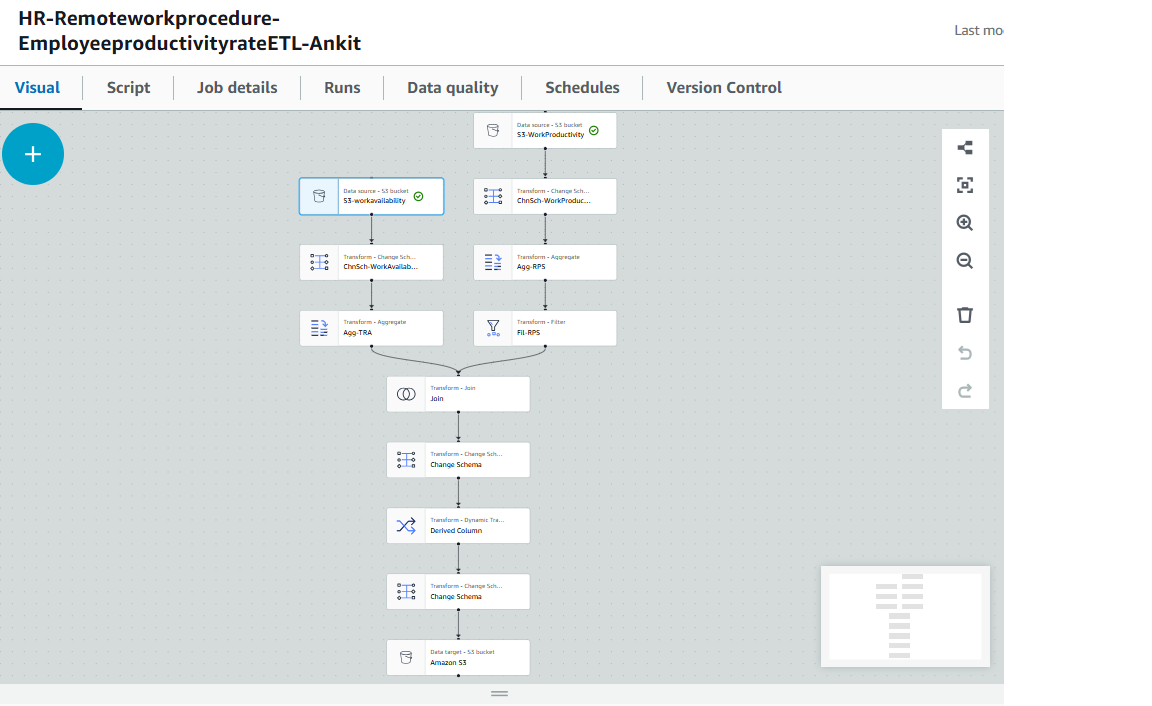 HR-Remoteworkprocedure-
EmployeeproductivityrateETL-Ankit
Last mo
Visual
Script
Job details
Runs
Data quality
Schedules
Version Control
Data source - S3 bucket
S3-WorkProductivity
Data source - S3 bucket
S3-workavailability
Transform - Change Sch...
ChnSch-WorkProduc...
Transform - Change Sch...
ChnSch-WorkAvailab...
Transform - Aggregate
Agg-RPS
Transform - Aggregate
Agg-TRA
Transform - Filter
Fil-RPS
Transform - Join
Join
Transform - Change Sch...
Change Schema
Transform - Dynamic Tra...
Derived Column
Transform - Change Sch...
Change Schema
Data target - S3 bucket
Amazon S3